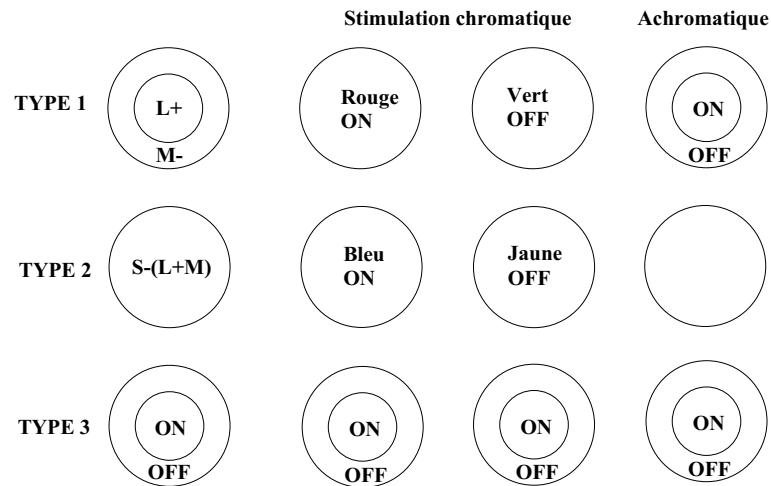 Stimulation chromatique Achromatique
TYPE 1 L+ Rouge Vert ON
ON OFF
M- OFF
TYPE 2 S-(L+M) Bleu Jaune
ON OFF
TYPE 3 ON ON ON ON
OFF OFF OFF OFF